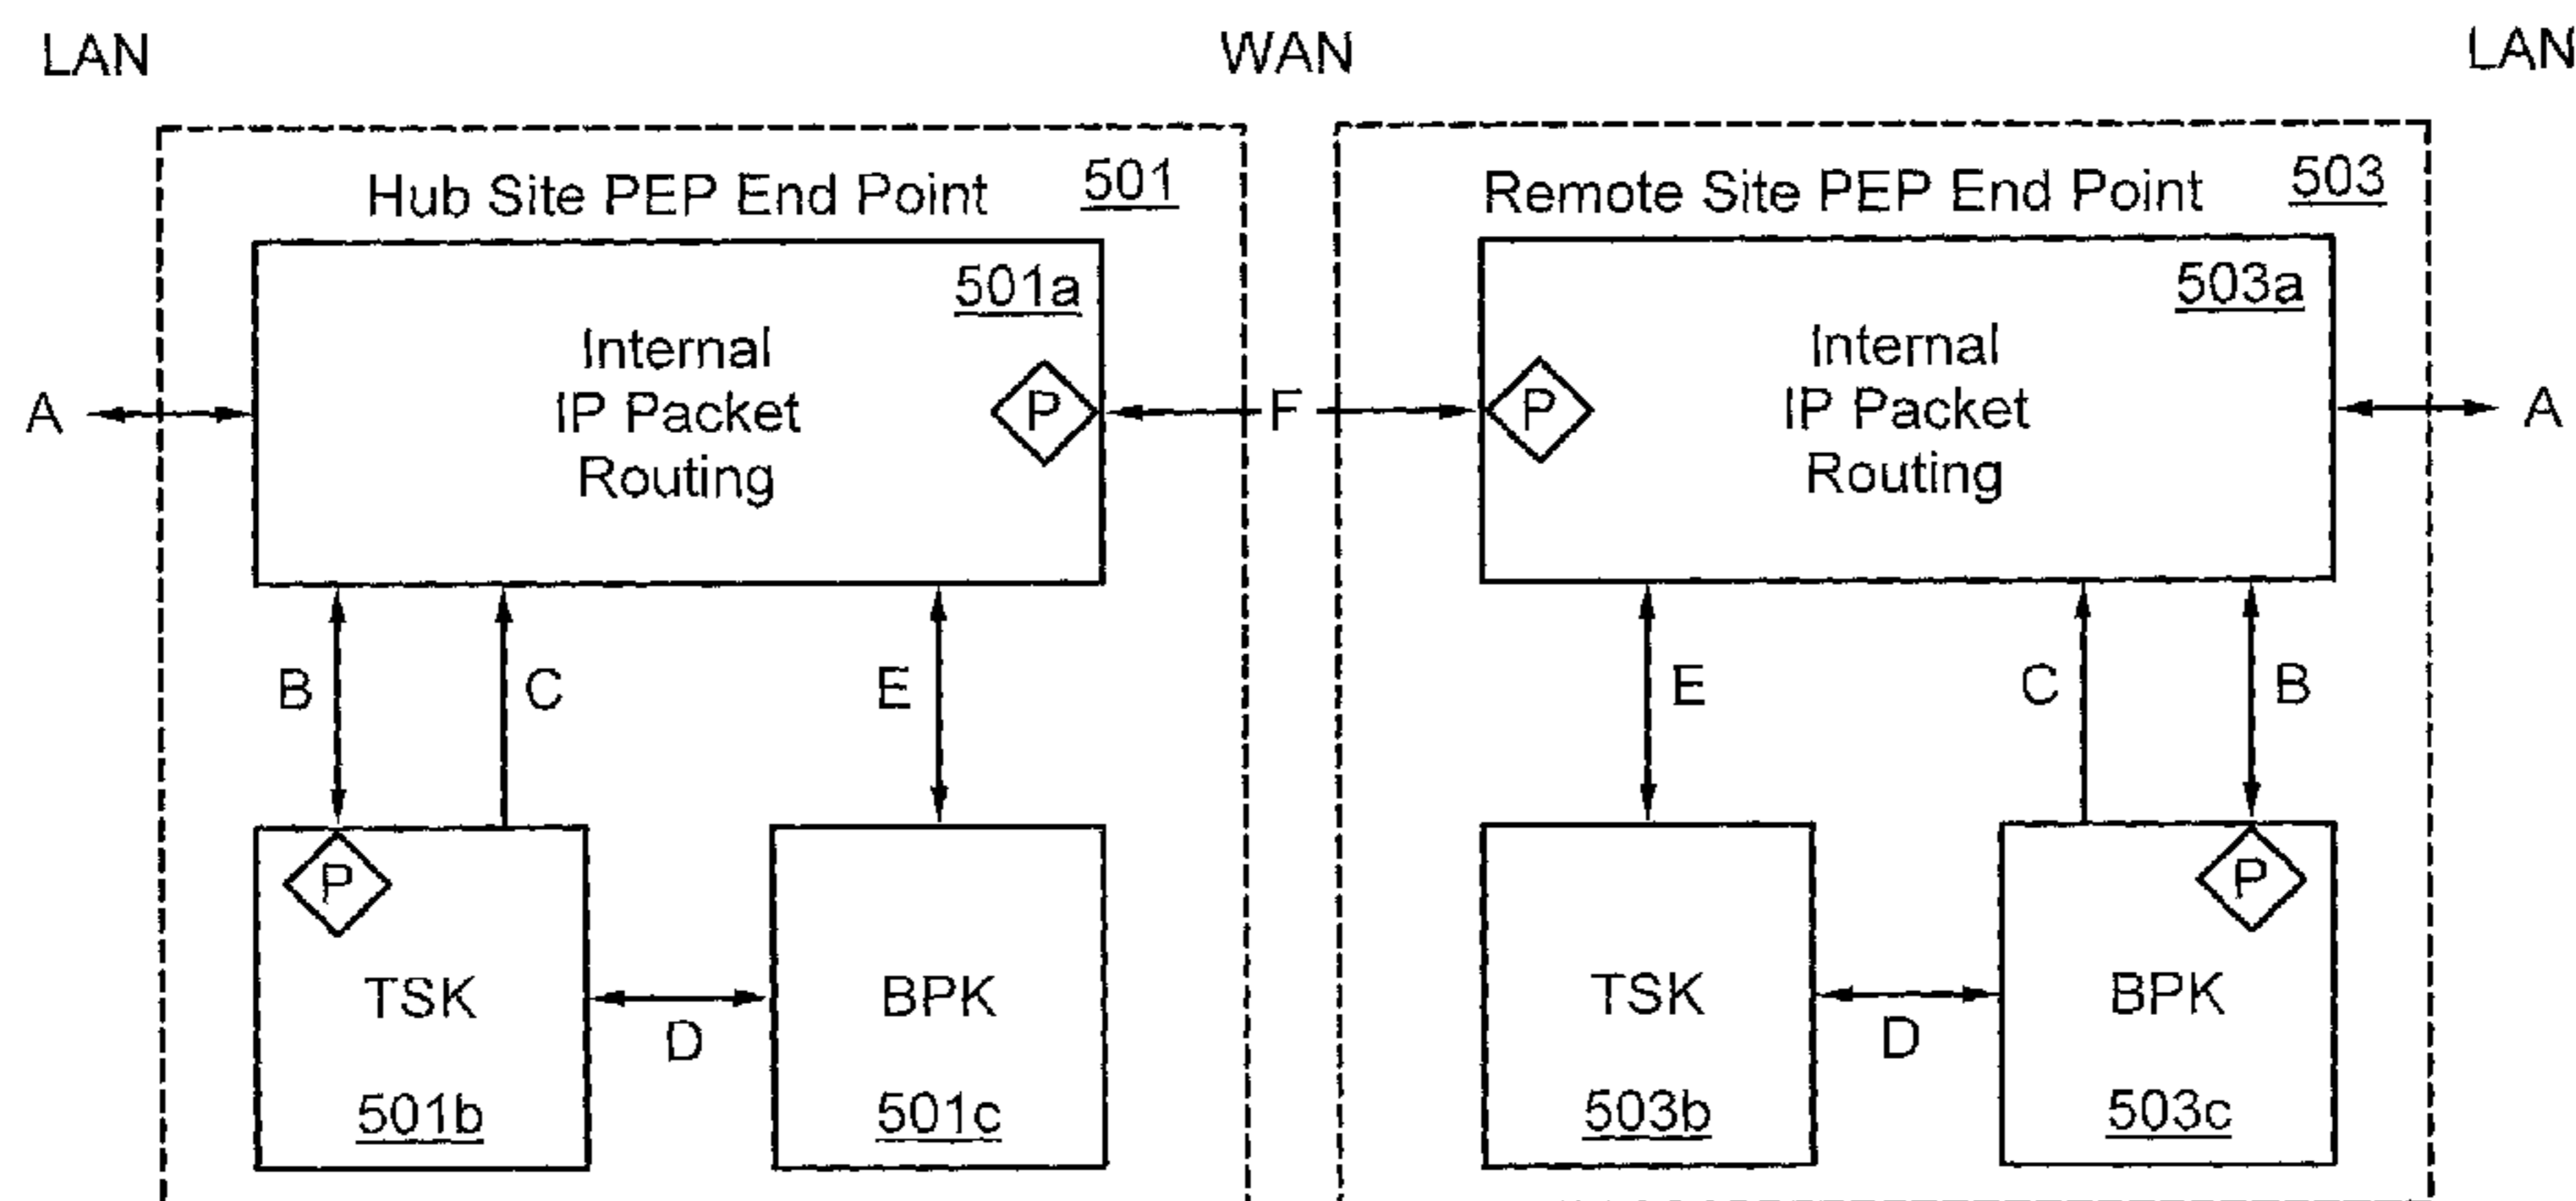 LAN
WAN
LAN
Hub Site PEP End Point 501
Remote Site PEP End Point 503
501a
Internal
IP Packet
Routing
P
503a
Internal
IP Packet
Routing
P
A
F
A
B
C
E
E
C
B
P
TSK
501b
D
BPK
501c
TSK
503b
D
P
BPK
503c